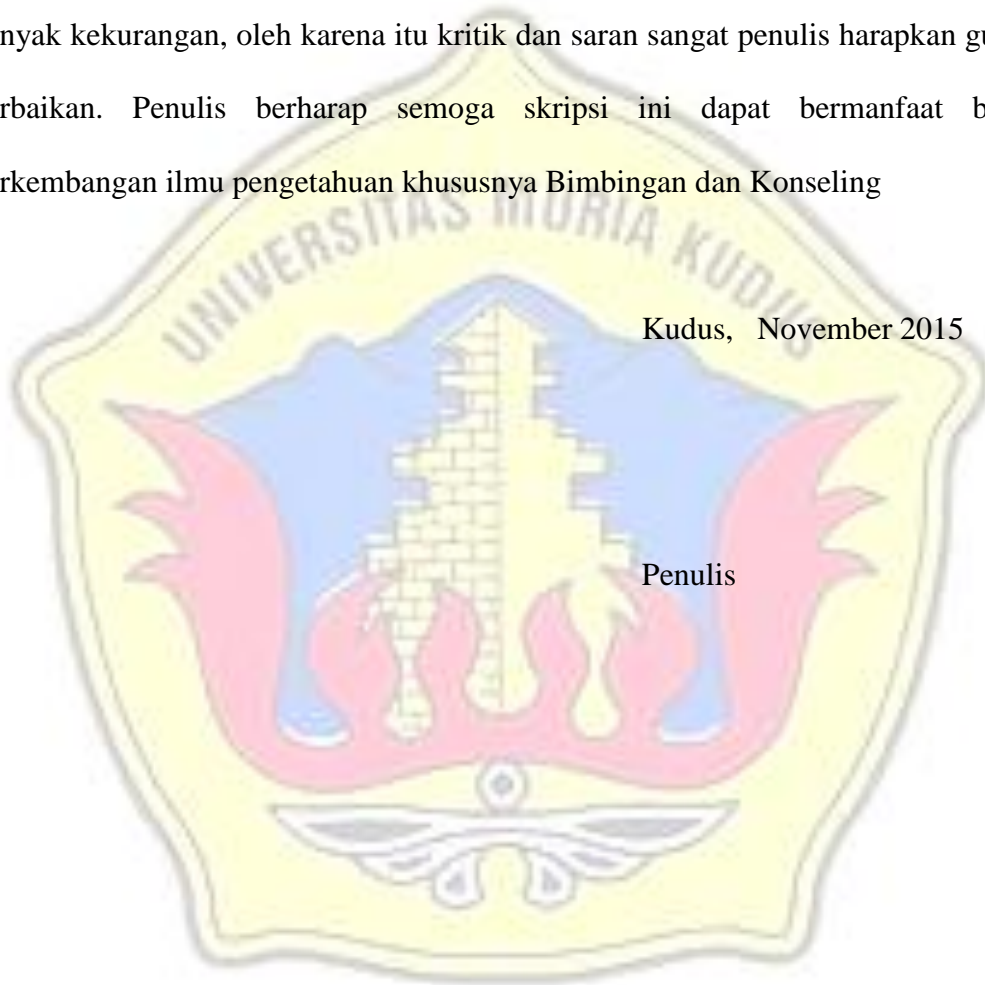 nyak kekurangan, oleh karena itu kritik dan saran sangat penulis harapkan gu
rbaikan. Penulis berharap semoga skripsi ini dapat bermanfaat b
rkembangan ilmu pengetahuan khususnya Bimbingan dan Konseling
UNIVERSITAS MURIA KUDUS
Kudus, November 2015
Penulis